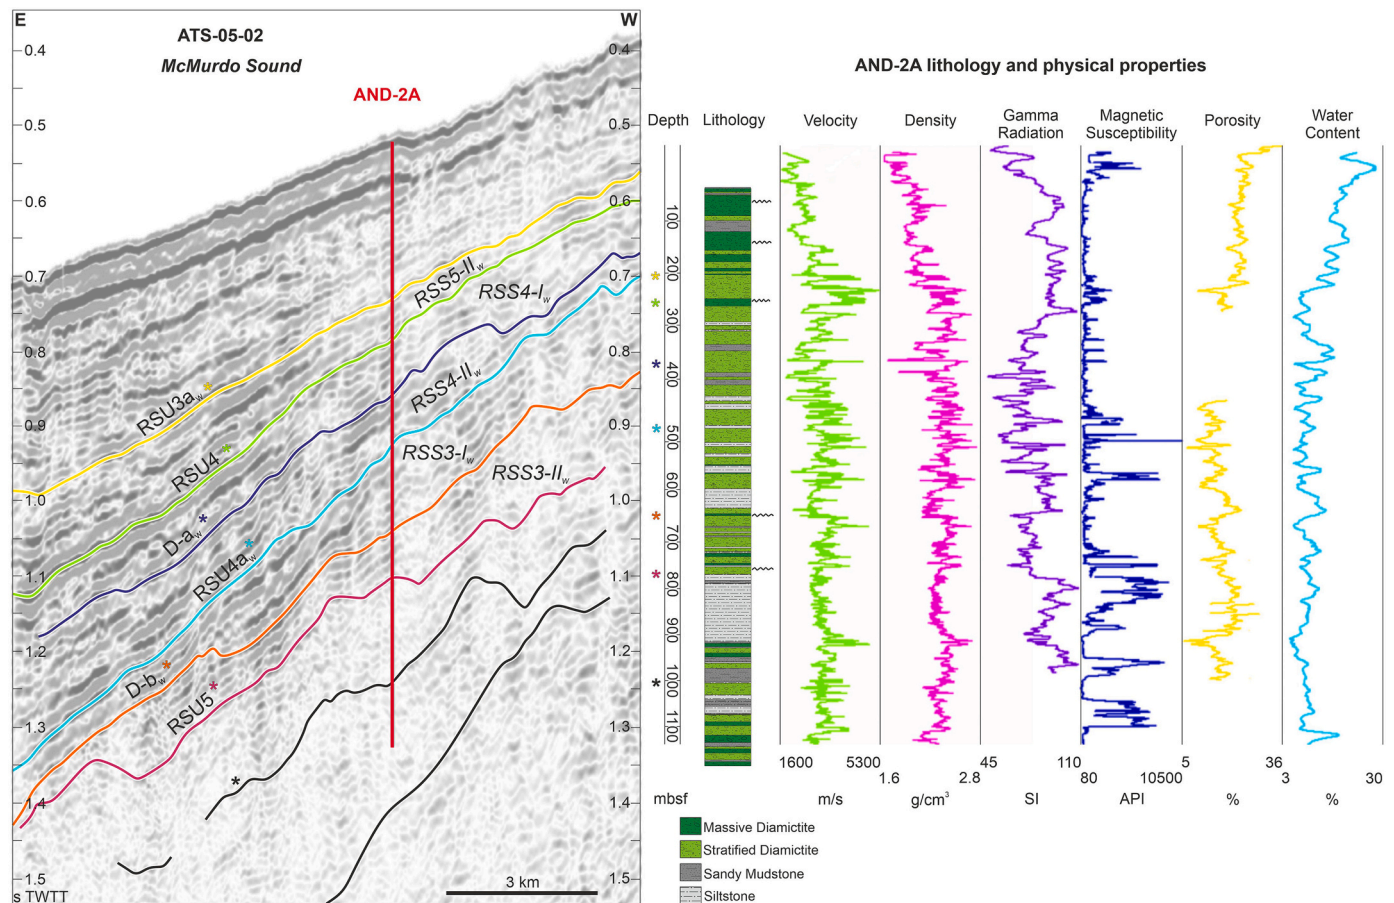 E
W
ATS-05-02
McMurdo Sound
AND-2A
0.4
0.5
0.6
0.7
0.8
0.9
1.0
1.1
1.2
1.3
1.4
1.5
s TWTT
0.4
0.5
0.6
0.7
0.8
0.9
1.0
1.1
1.2
1.3
1.4
1.5
RSU3aw
*
RSU4
*
D-aw
*
RSU4aw
*
D-bw
*
RSU5
*
*
RSS5-IIw
RSS4-Iw
RSS4-IIw
RSS3-Iw
RSS3-IIw
3 km
AND-2A lithology and physical properties
Depth
Lithology
Velocity
Density
Gamma
Radiation
Magnetic
Susceptibility
Porosity
Water
Content
100
200
300
400
500
600
700
800
900
1000
1100
*
*
*
*
*
*
*
1600 5300
1.6 2.8
45 110
80 10500
5 36
3 30
mbsf
m/s
g/cm³
SI
API
%
%
Massive Diamictite
Stratified Diamictite
Sandy Mudstone
Siltstone